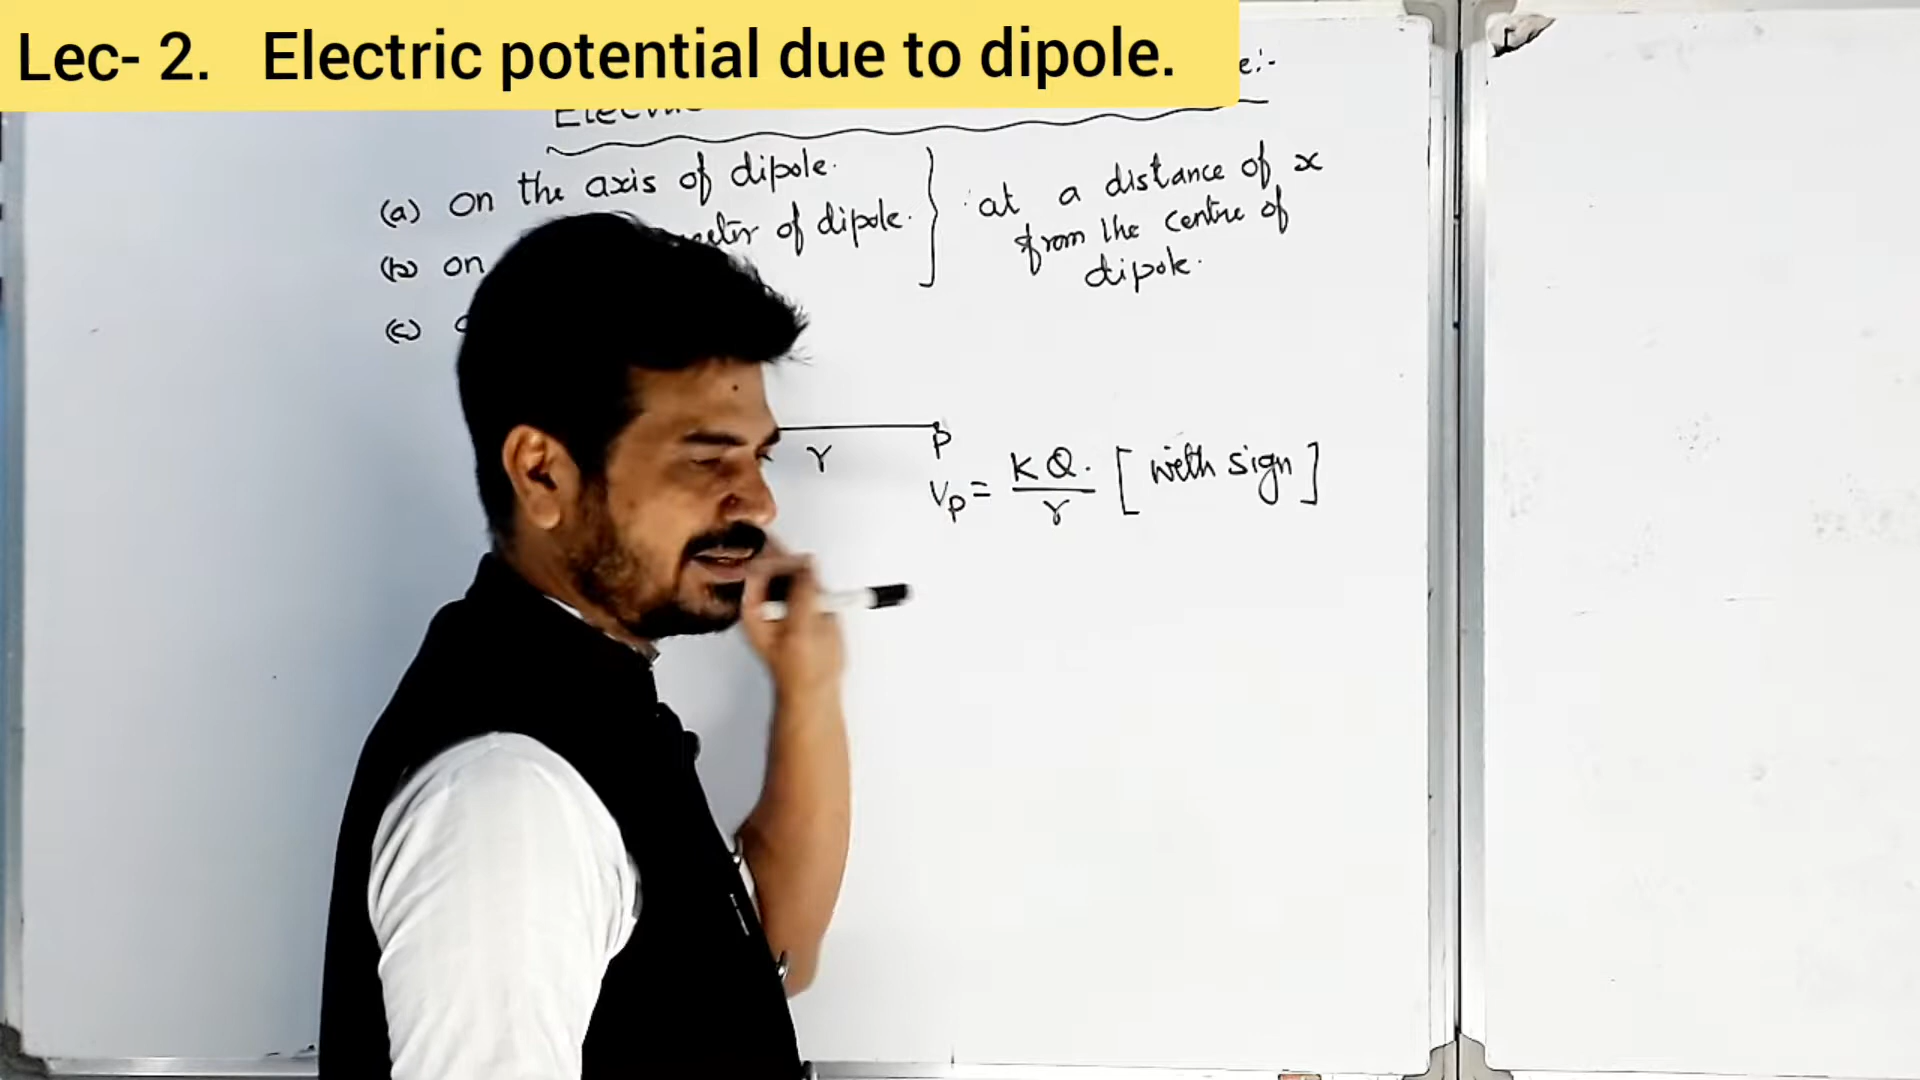 Lec- 2. Electric potential due to dipole.
e:-
(a) on the axis of dipole.
(b) on of dipole.
at a distance of x
from the centre of
dipole.
(c)
r
P
Vp = KQ. / r [with sign]